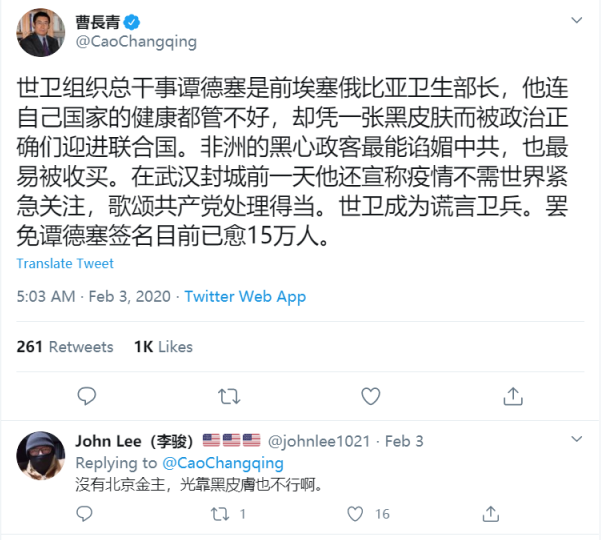 曹長青
@CaoChangqing
世卫组织总干事谭德塞是前埃塞俄比亚卫生部长，他连
自己国家的健康都管不好，却凭一张黑皮肤而被政治正
确们迎进联合国。非洲的黑心政客最能谄媚中共，也最
易被收买。在武汉封城前一天他还宣称疫情不需世界紧
急关注，歌颂共产党处理得当。世卫成为谎言卫兵。罢
免谭德塞签名目前已愈15万人。
Translate Tweet
5:03 AM · Feb 3, 2020 · Twitter Web App
261 Retweets 1K Likes
John Lee（李骏） @johnlee1021 · Feb 3
Replying to @CaoChangqing
沒有北京金主，光靠黑皮膚也不行啊。
1 16